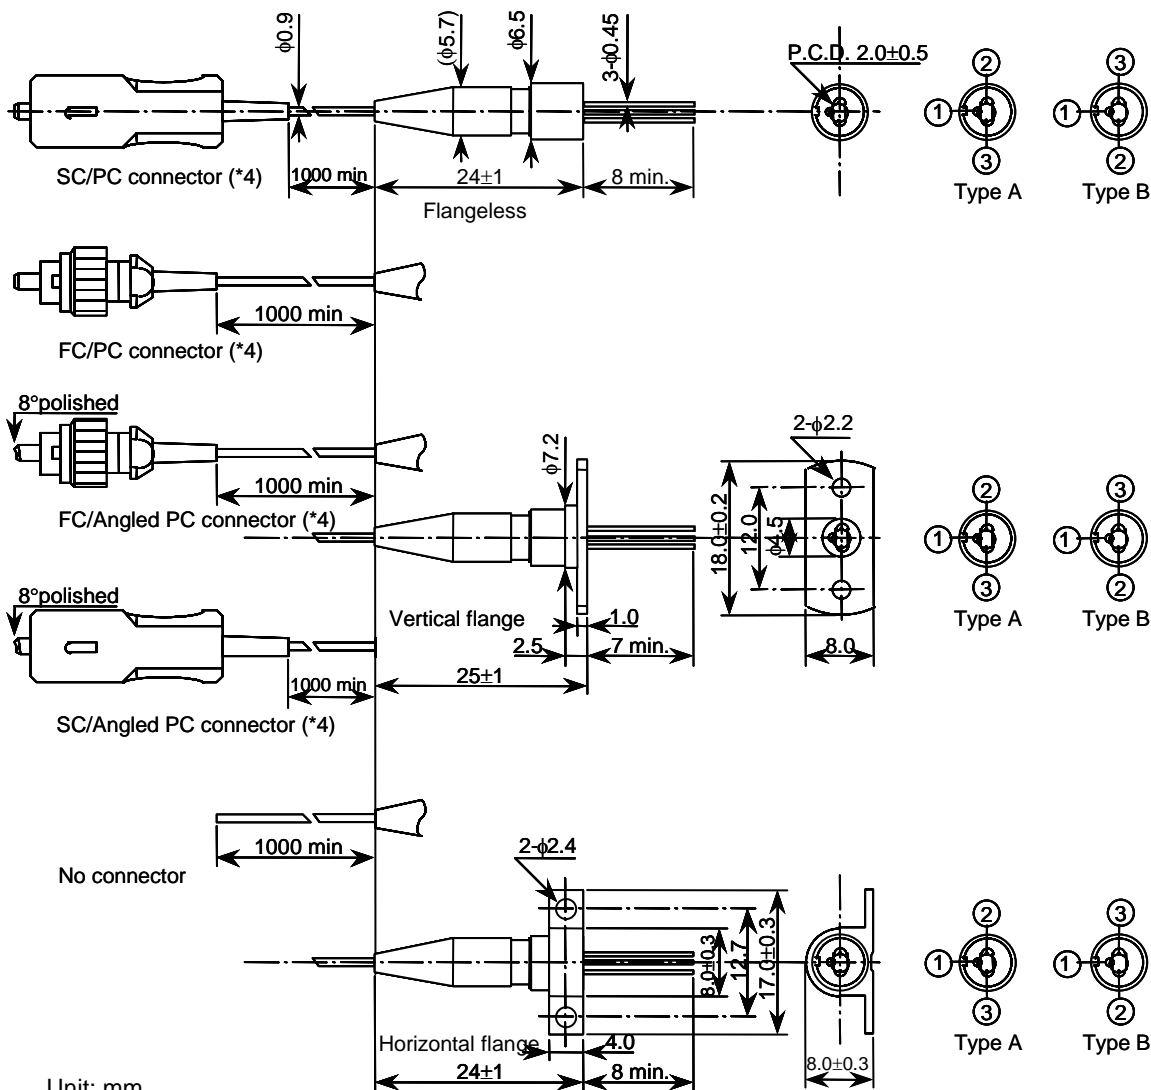 ϕ0.9
(ϕ5.7)
ϕ6.5
3-ϕ0.45
P.C.D. 2.0±0.5
2
3
1
1
3
2
Type A
Type B
SC/PC connector (*4)
1000 min
24±1
8 min.
Flangeless
1000 min
FC/PC connector (*4)
8°polished
1000 min
FC/Angled PC connector (*4)
ϕ7.2
2-ϕ2.2
18.0±0.2
12.0
ϕ4.5
2
3
1
1
3
2
Type A
Type B
8°polished
Vertical flange
1.0
2.5
7 min.
8.0
1000 min
25±1
SC/Angled PC connector (*4)
1000 min
No connector
2-ϕ2.4
8.0±0.3
12.7
17.0±0.3
2
3
1
1
3
2
Type A
Type B
Horizontal flange
4.0
24±1
8 min.
8.0±0.3
Unit: mm